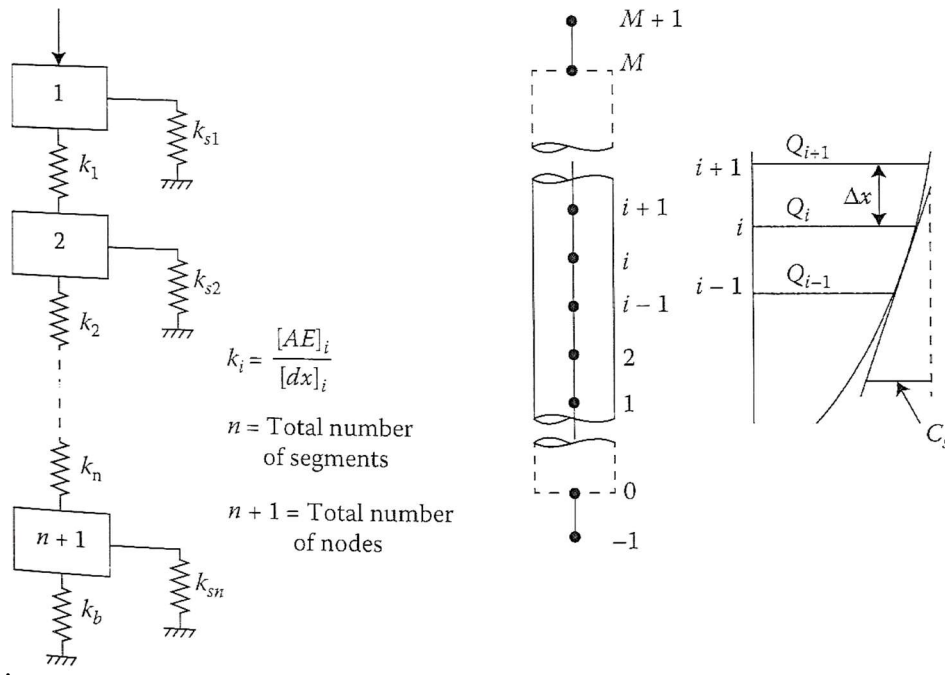 1
k_{s1}
k_1
2
k_{s2}
k_2
k_n
n + 1
k_{sn}
k_b
k_i = [AE]_i / [dx]_i
n = Total number
of segments
n + 1 = Total number
of nodes
M + 1
M
i + 1
i
i − 1
2
1
0
−1
i + 1
Q_{i+1}
Δx
i
Q_i
i − 1
Q_{i−1}